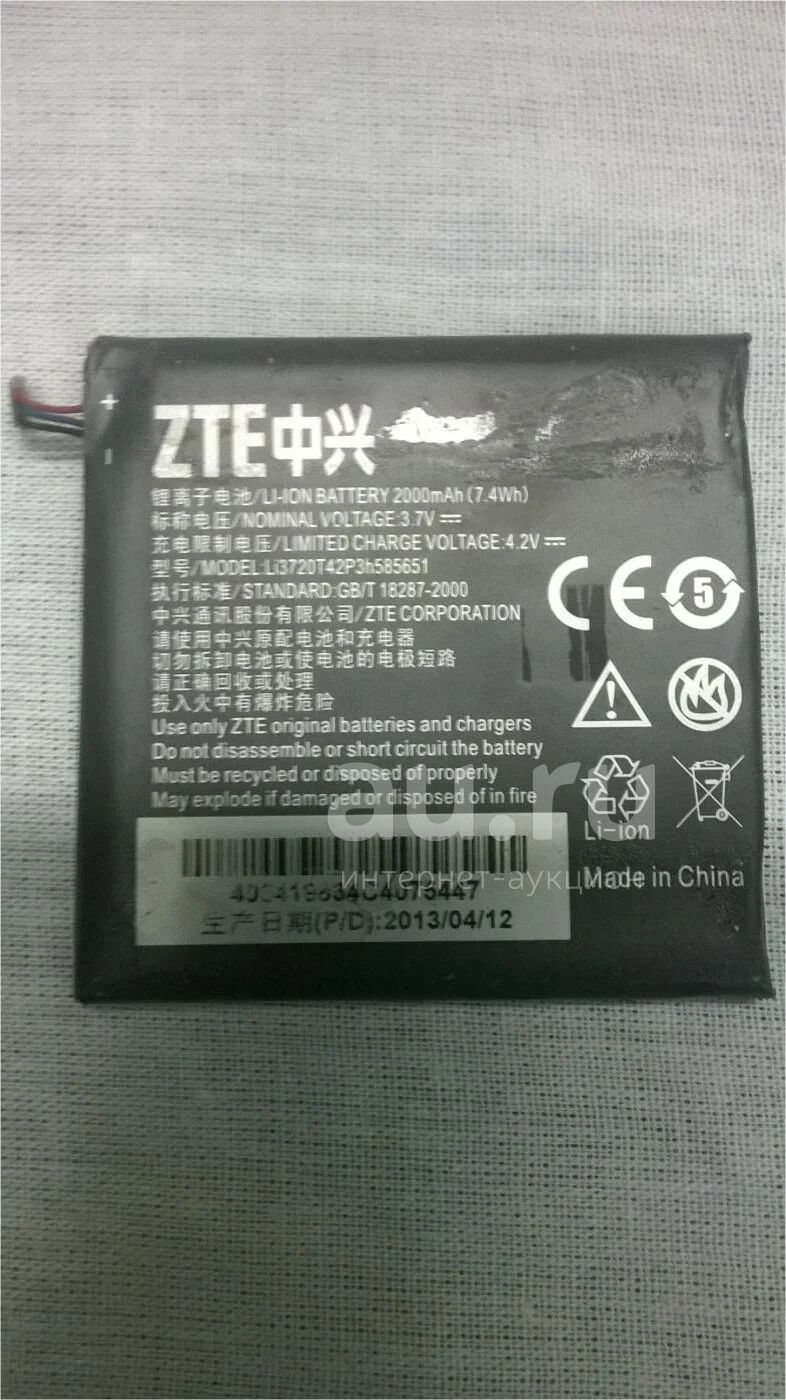 +
-
ZTE中兴
锂离子电池/LI-ION BATTERY 2000mAh (7.4Wh)
标称电压/NOMINAL VOLTAGE:3.7V
充电限制电压/LIMITED CHARGE VOLTAGE:4.2V
型号/MODEL:Li3720T42P3h585651
执行标准/STANDARD:GB/T 18287-2000
中兴通讯股份有限公司/ZTE CORPORATION
请使用中兴原配电池和充电器
切勿拆卸电池或使电池的电极短路
请正确回收或处理
投入火中有爆炸危险
Use only ZTE original batteries and chargers
Do not disassemble or short circuit the battery
Must be recycled or disposed of properly
May explode if damaged or disposed of in fire
CE
5
Li-ion
Made in China
生产日期(P/D):2013/04/12
au.ru
интернет-аукцион